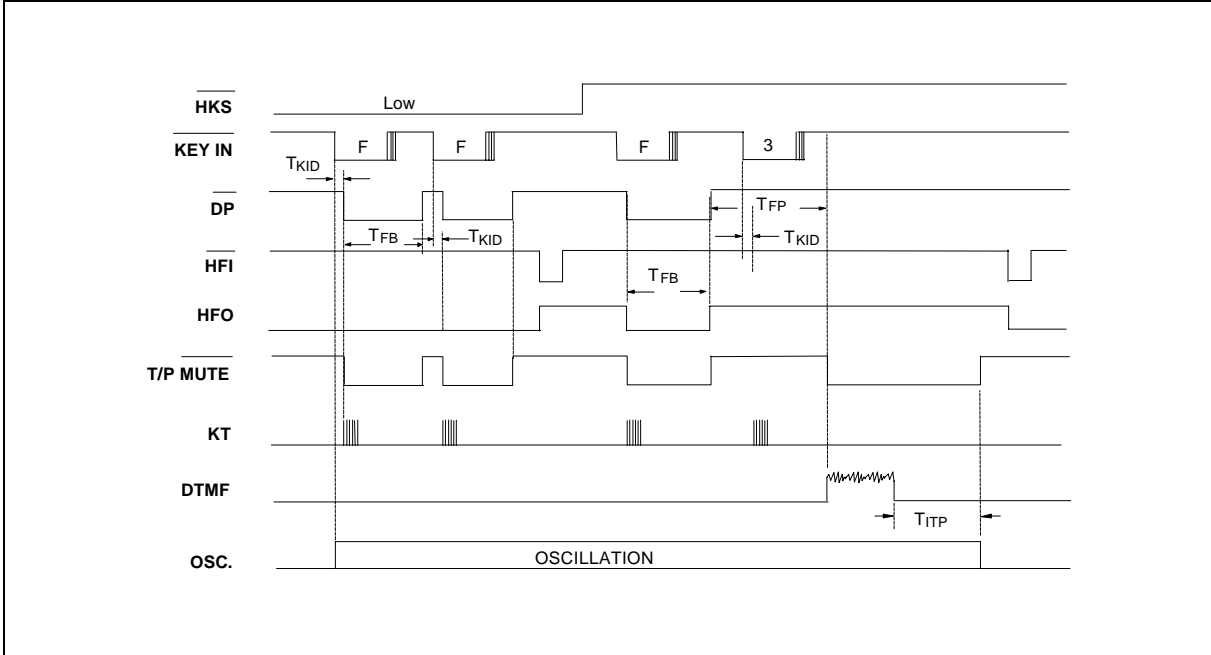 HKS
Low
KEY IN
F
F
F
3
TKID
DP
TFP
TFB
TKID
TKID
HFI
TFB
HFO
T/P MUTE
KT
DTMF
TITP
OSC.
OSCILLATION